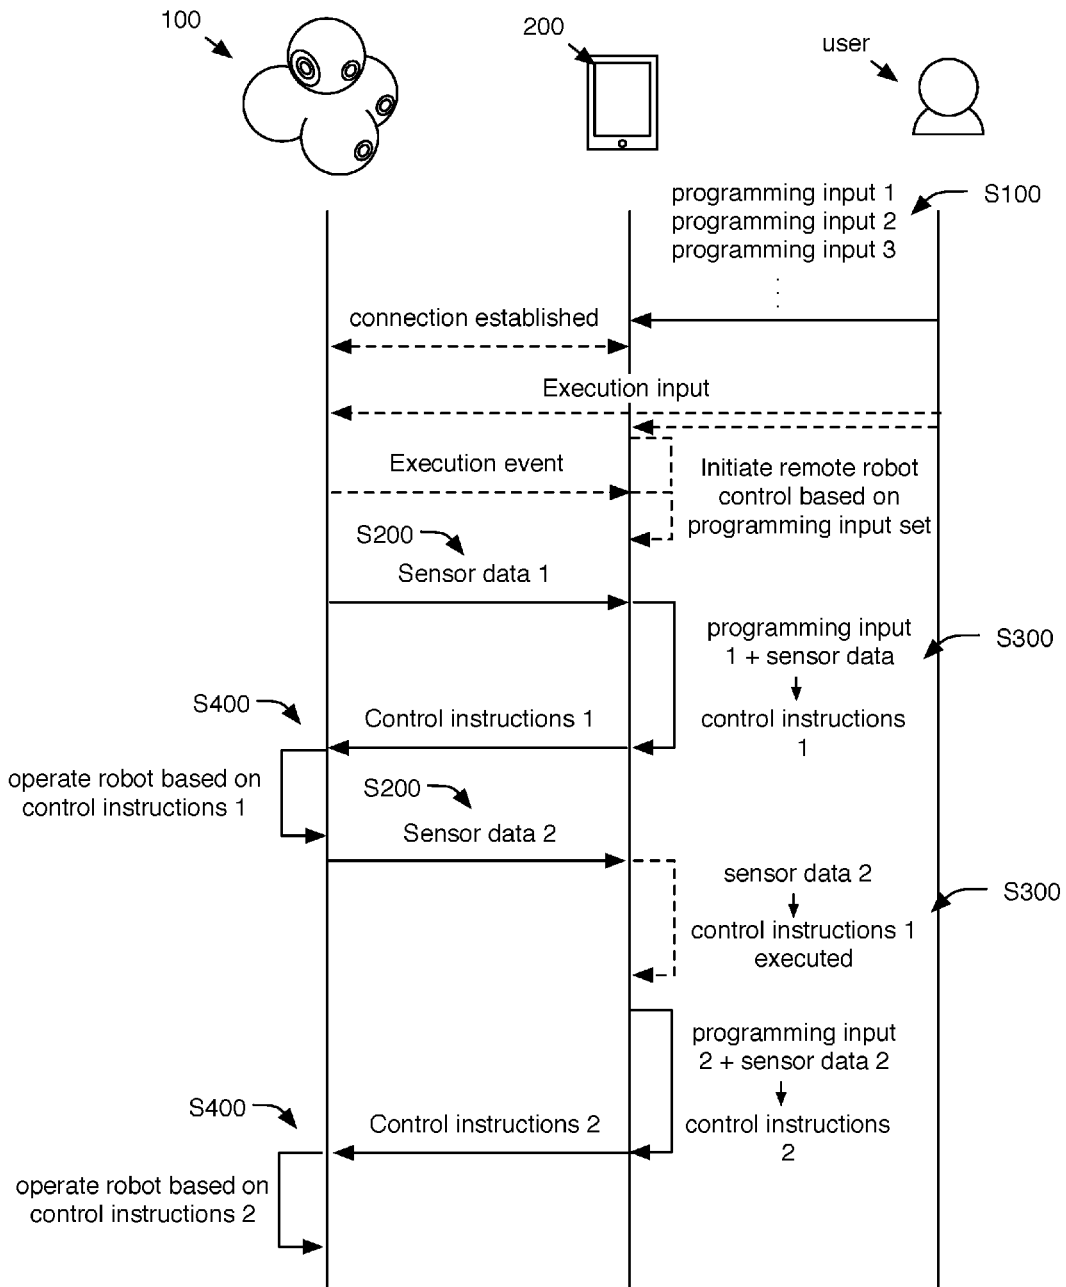 100
200
user
programming input 1
programming input 2
programming input 3
S100
connection established
Execution input
Execution event
Initiate remote robot
control based on
programming input set
S200
Sensor data 1
programming input
1 + sensor data
S300
control instructions
1
S400
Control instructions 1
operate robot based on
control instructions 1
S200
Sensor data 2
sensor data 2
S300
control instructions 1
executed
programming input
2 + sensor data 2
control instructions
2
S400
Control instructions 2
operate robot based on
control instructions 2